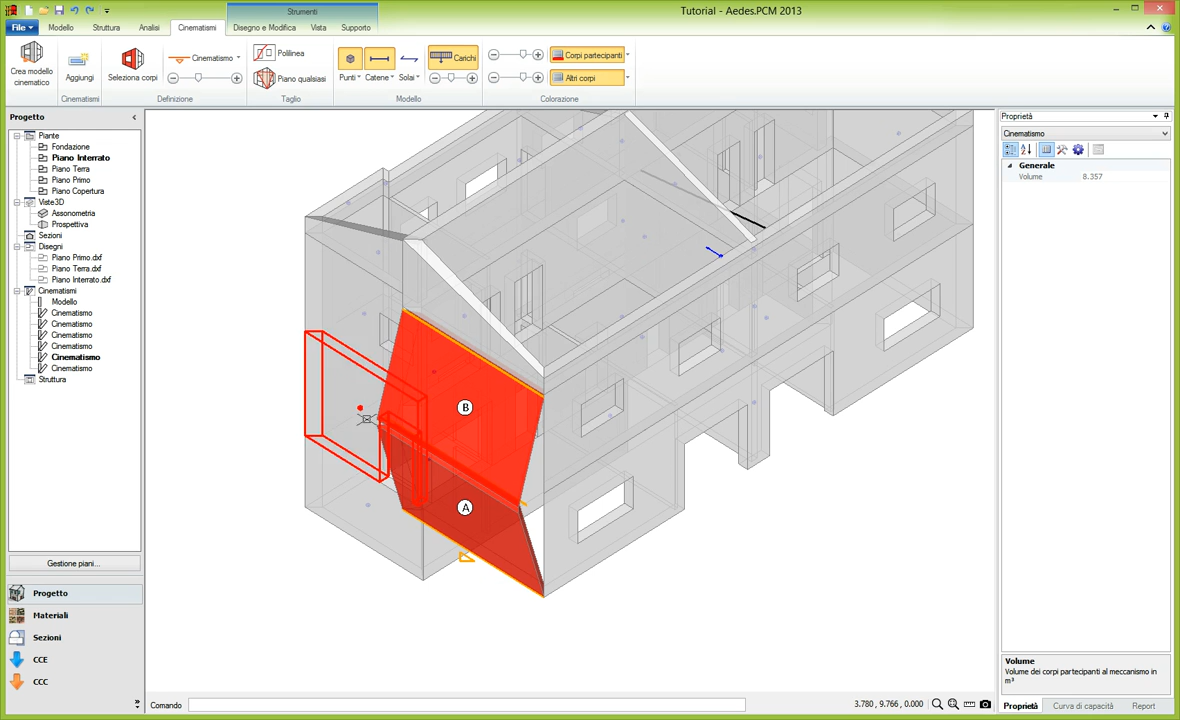 Strumenti
Tutorial - Aedes.PCM 2013
File
Modello
Struttura
Analisi
Cinematismi
Disegno e Modifica
Vista
Supporto
Crea modello
cinematico
Aggiungi
Seleziona corpi
Cinematismo
Polilinea
Piano qualsiasi
Punti
Catene
Solai
Carichi
Corpi partecipanti
Altri corpi
Cinematismi
Definizione
Taglio
Modello
Colorazione
Progetto
Piante
Fondazione
Piano Interrato
Piano Terra
Piano Primo
Piano Copertura
Viste3D
Assonometria
Prospettiva
Sezioni
Disegni
Piano Primo.dxf
Piano Terra.dxf
Piano Interrato.dxf
Cinematismi
Modello
Cinematismo
Cinematismo
Cinematismo
Cinematismo
Cinematismo
Cinematismo
Struttura
Gestione piani...
Progetto
Materiali
Sezioni
CCE
CCC
B
A
Comando
3.780 , 9.766 , 0.000
Proprietà
Cinematismo
Generale
Volume 8.357
Volume
Volume dei corpi partecipanti al meccanismo in
m³
Proprietà
Curva di capacità
Report